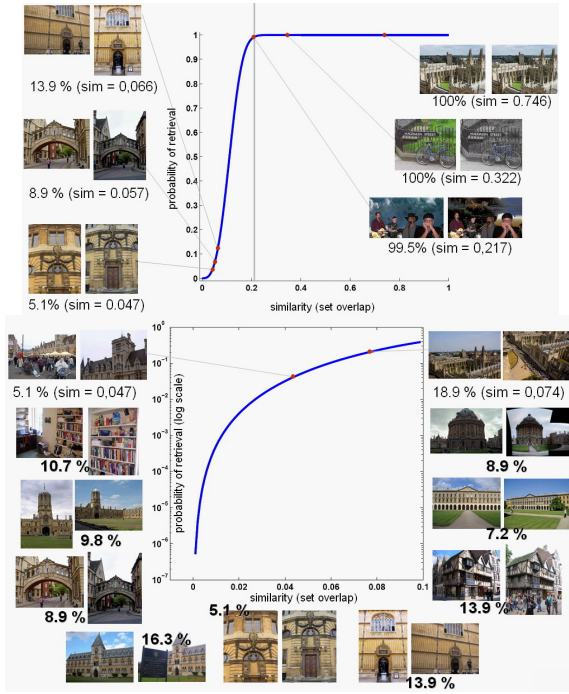 13.9 % (sim = 0,066)
8.9 % (sim = 0.057)
5.1% (sim = 0.047)
probability of retrieval
1
0.9
0.8
0.7
0.6
0.5
0.4
0.3
0.2
0.1
0
0 0.2 0.4 0.6 0.8 1
similarity (set overlap)
100% (sim = 0.746)
100% (sim = 0.322)
99.5% (sim = 0,217)
5.1 % (sim = 0,047)
10.7 %
9.8 %
8.9 %
16.3 %
probability of retrieval (log scale)
10^0
10^-1
10^-2
10^-3
10^-4
10^-5
10^-6
10^-7
0 0.02 0.04 0.06 0.08 0.1
similarity (set overlap)
5.1 %
18.9 % (sim = 0,074)
8.9 %
7.2 %
13.9 %
13.9 %